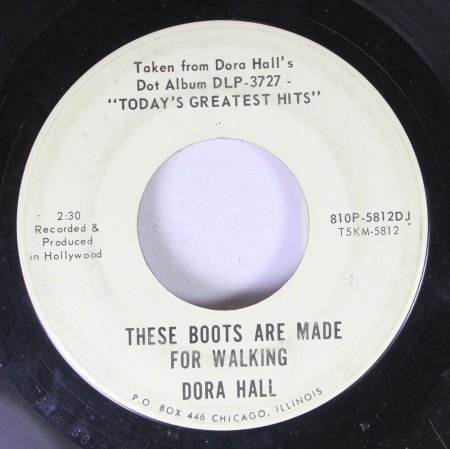 Taken from Dora Hall's
Dot Album DLP-3727 -
"TODAY'S GREATEST HITS"
2:30
Recorded &
Produced
in Hollywood
810P-5812DJ
T5KM-5812
THESE BOOTS ARE MADE
FOR WALKING
DORA HALL
P.O. BOX 446 CHICAGO, ILLINOIS